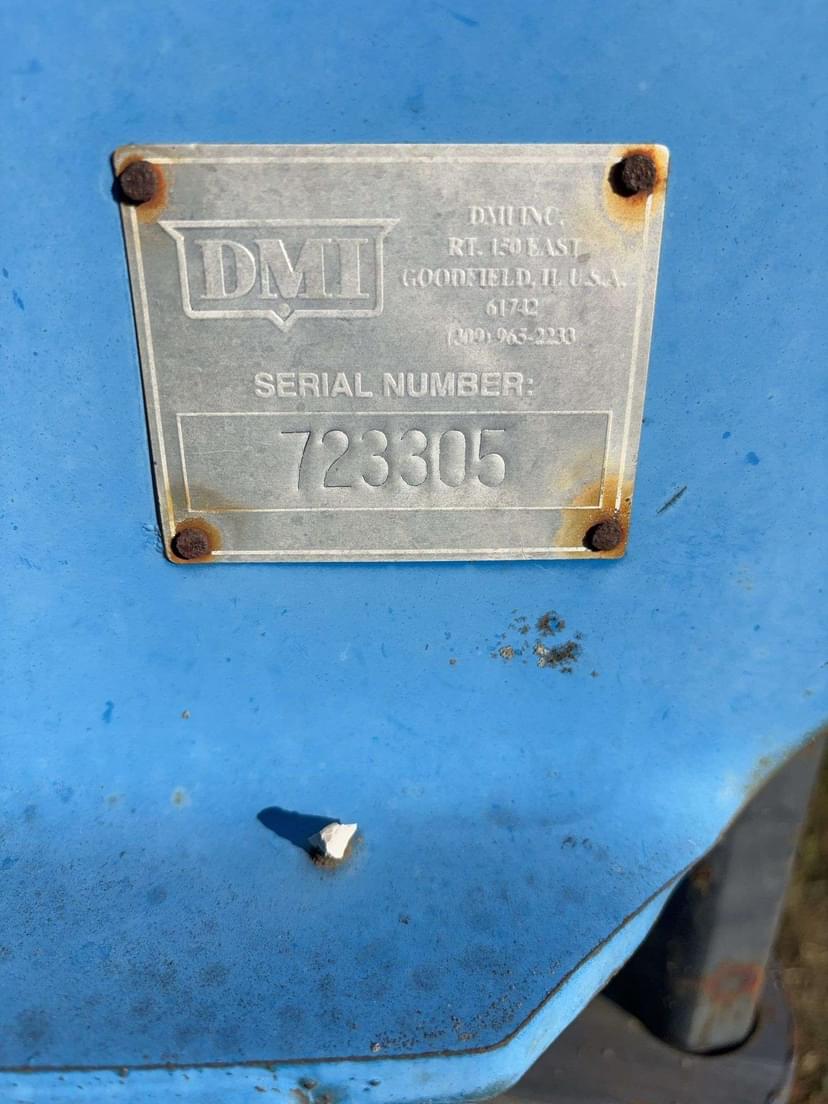 DMI
DMI INC.
RT. 150 EAST
GOODFIELD, IL U.S.A.
61742
(309) 965-2233
SERIAL NUMBER:
723305